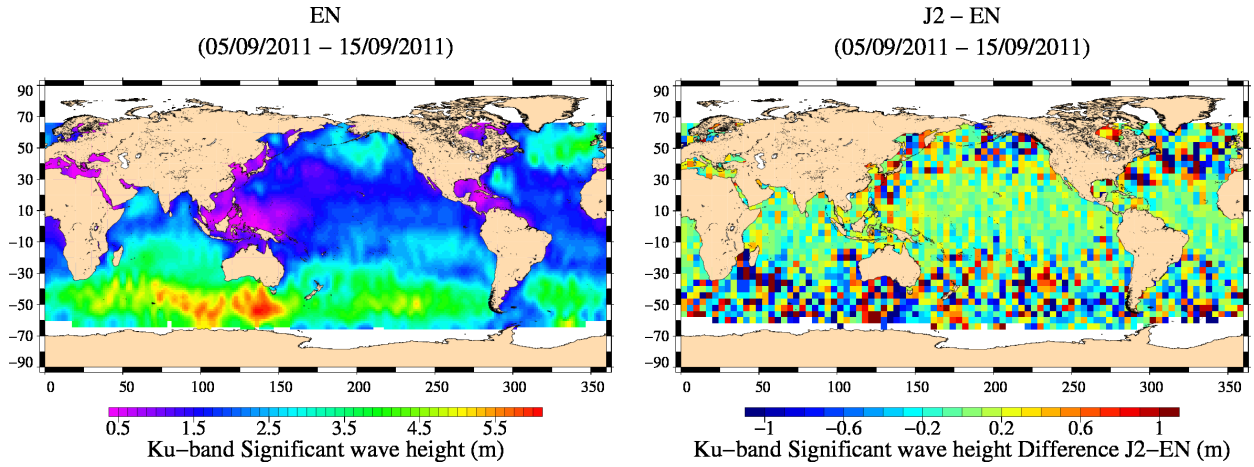 EN
(05/09/2011 − 15/09/2011)
90
70
50
30
10
−10
−30
−50
−70
−90
0 50 100 150 200 250 300 350
0.5 1.5 2.5 3.5 4.5 5.5
Ku−band Significant wave height (m)
J2 − EN
(05/09/2011 − 15/09/2011)
90
70
50
30
10
−10
−30
−50
−70
−90
0 50 100 150 200 250 300 350
−1 −0.6 −0.2 0.2 0.6 1
Ku−band Significant wave height Difference J2−EN (m)